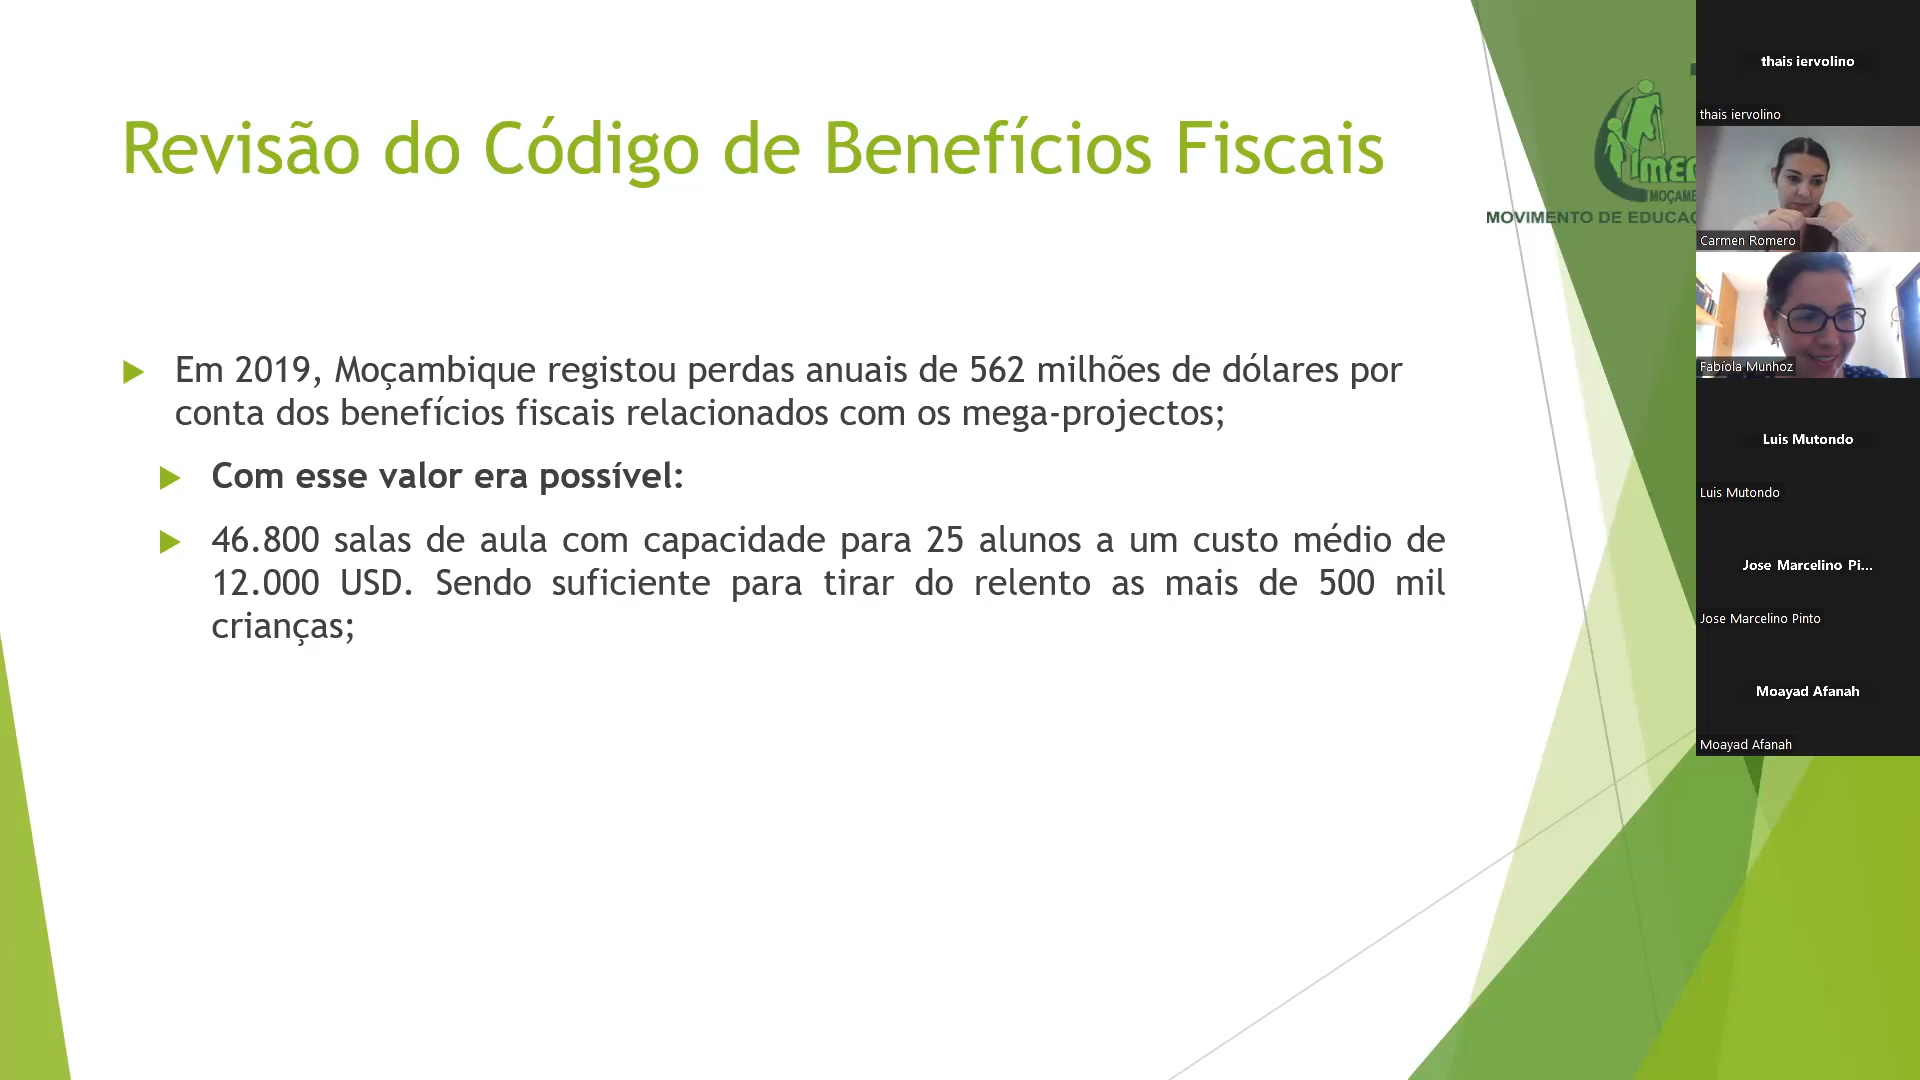 Revisão do Código de Benefícios Fiscais
MOÇAMB
MOVIMENTO DE EDUCAÇ
Em 2019, Moçambique registou perdas anuais de 562 milhões de dólares por
conta dos benefícios fiscais relacionados com os mega-projectos;
Com esse valor era possível:
46.800 salas de aula com capacidade para 25 alunos a um custo médio de
12.000 USD. Sendo suficiente para tirar do relento as mais de 500 mil
crianças;
thais iervolino
thais iervolino
Carmen Romero
Fabíola Munhoz
Luis Mutondo
Luis Mutondo
Jose Marcelino Pi...
Jose Marcelino Pinto
Moayad Afanah
Moayad Afanah